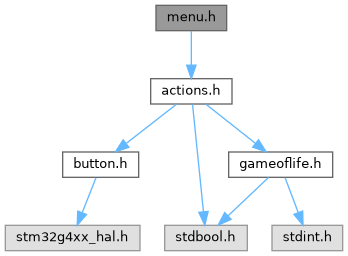 menu.h
actions.h
button.h
gameoflife.h
stm32g4xx_hal.h
stdbool.h
stdint.h